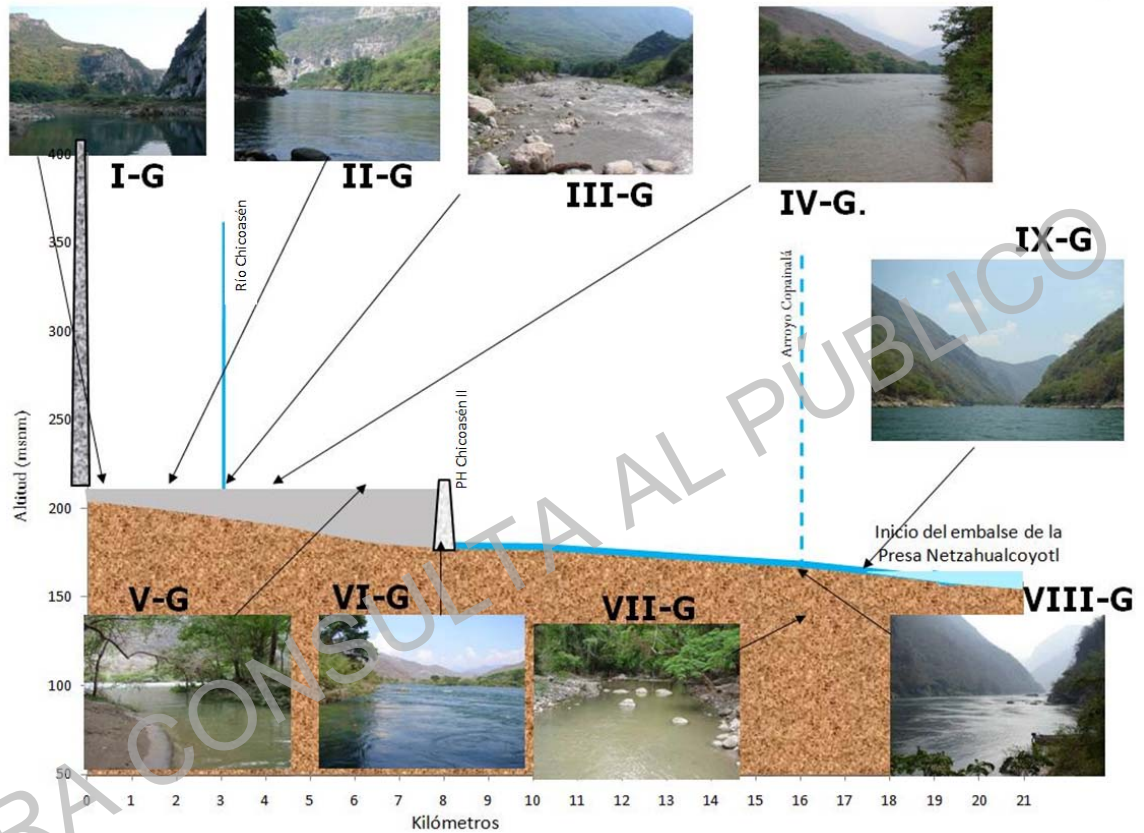 I-G
II-G
III-G
IV-G.
IX-G
Río Chicoasén
Arroyo Copainalá
PH Chicoasén II
Inicio del embalse de la
Presa Netzahualcoyotl
V-G
VI-G
VII-G
VIII-G
Altitud (msnm)
400
350
300
250
200
150
100
50
0 1 2 3 4 5 6 7 8 9 10 11 12 13 14 15 16 17 18 19 20 21
Kilómetros
RA CONSULTA AL PUBLICO